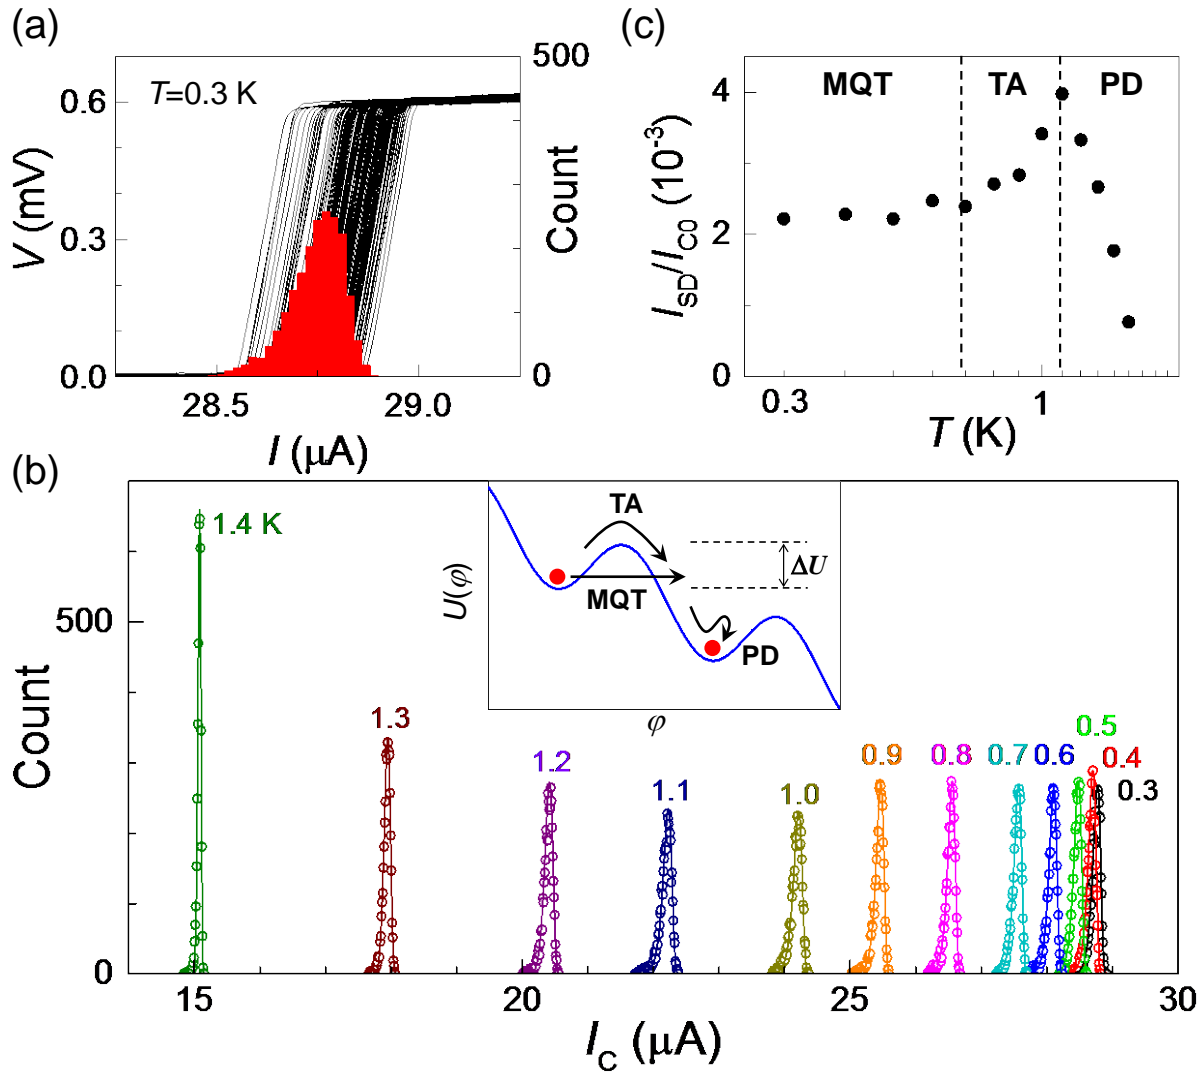 (a)
T=0.3 K
V (mV)
0.6
0.3
0.0
28.5
29.0
I (μA)
500
0
Count
(c)
MQT
TA
PD
I_SD/I_C0 (10⁻³)
4
2
0
0.3
1
T (K)
(b)
Count
500
0
1.4 K
1.3
1.2
1.1
1.0
0.9
0.8
0.7
0.6
0.5
0.4
0.3
U(φ)
TA
MQT
ΔU
PD
φ
15
20
25
30
I_C (μA)